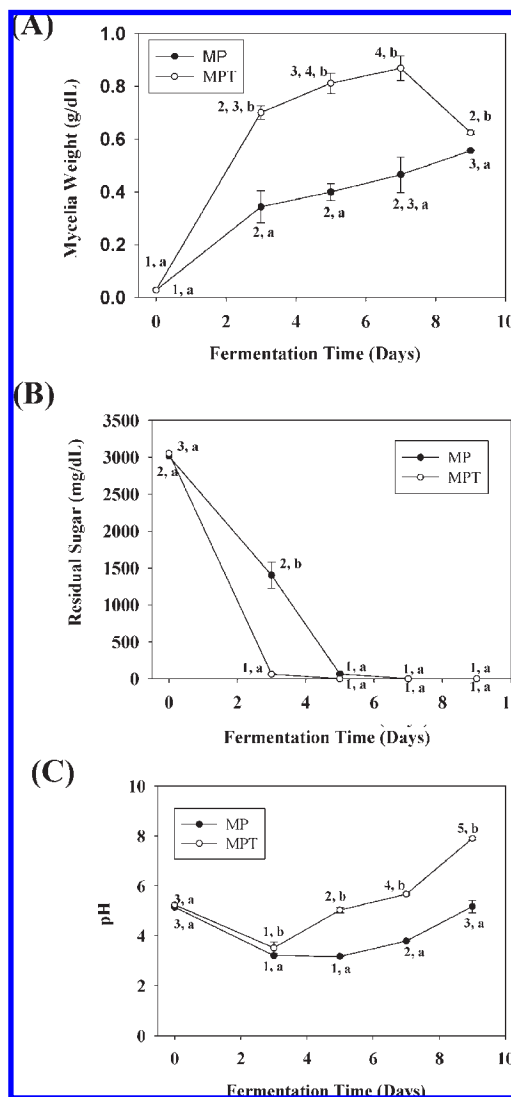 (A)
1.0
0.8
0.6
0.4
0.2
0.0
Mycelia Weight (g/dL)
MP
MPT
1, a
1, a
2, 3, b
3, 4, b
4, b
2, b
2, a
2, a
2, 3, a
3, a
0 2 4 6 8 10
Fermentation Time (Days)
(B)
3500
3000
2500
2000
1500
1000
500
0
Residual Sugar (mg/dL)
MP
MPT
3, a
2, a
2, b
1, a
1, a
1, a
1, a
1, a
1, a
1, a
0 2 4 6 8
Fermentation Time (Days)
(C)
10
8
6
4
2
0
pH
MP
MPT
3, a
3, a
1, b
1, a
2, b
1, a
4, b
2, a
5, b
3, a
0 2 4 6 8 10
Fermentation Time (Days)